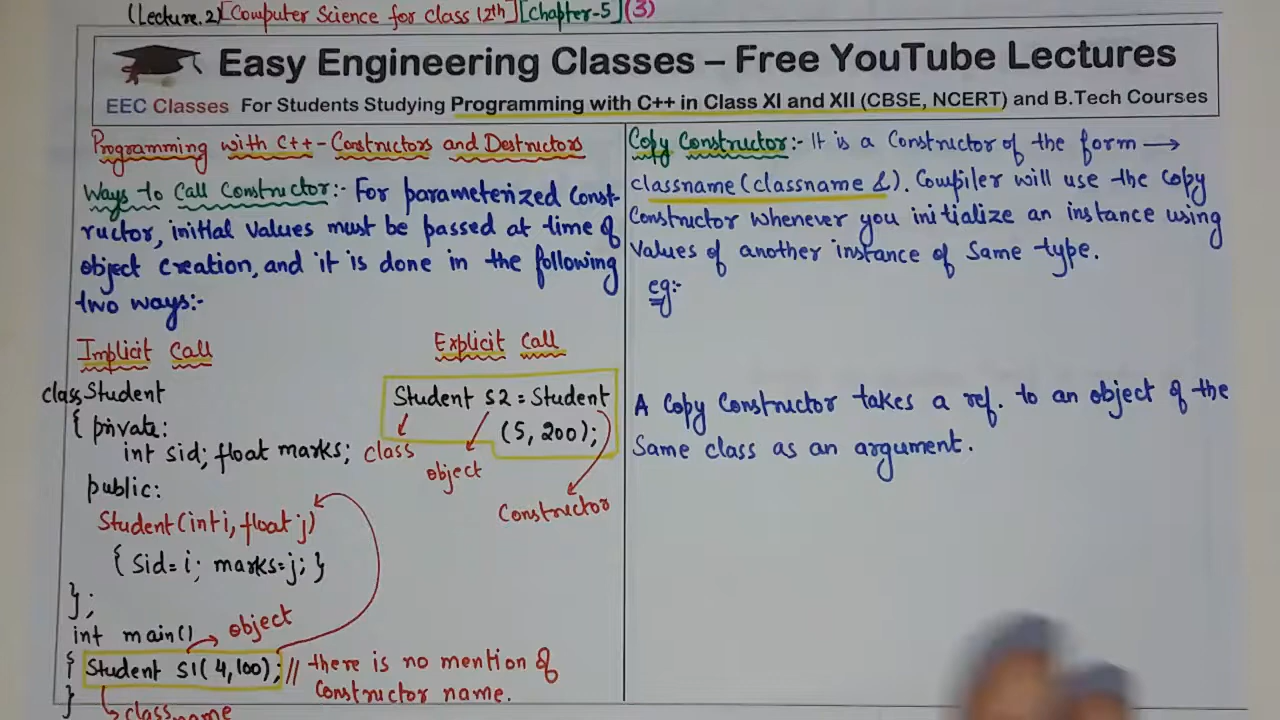 (Lecture.2)[Computer Science for class 12th][Chapter-5](3)
Easy Engineering Classes – Free YouTube Lectures
EEC Classes For Students Studying Programming with C++ in Class XI and XII (CBSE, NCERT) and B.Tech Courses
Programming with C++ - Constructors and Destructors
Ways to Call Constructor:- For parameterized Const-
ructor, initial values must be passed at time of
object creation, and it is done in the following
two ways:-
Implicit Call
class Student
{ private:
int sid; float marks;
public:
Student(int i, float j)
{ Sid=i; marks=j; }
};
int main()
object
{ Student S1(4,100); // there is no mention of
Constructor name.
}
classname
Explicit Call
Student S2 = Student
(5, 200);
class
object
Constructor
Copy Constructor:- It is a Constructor of the form →
classname(classname &). Compiler will use the copy
Constructor whenever you initialize an instance using
values of another instance of Same type.
eg:-
A Copy Constructor takes a ref. to an object of the
Same class as an argument.